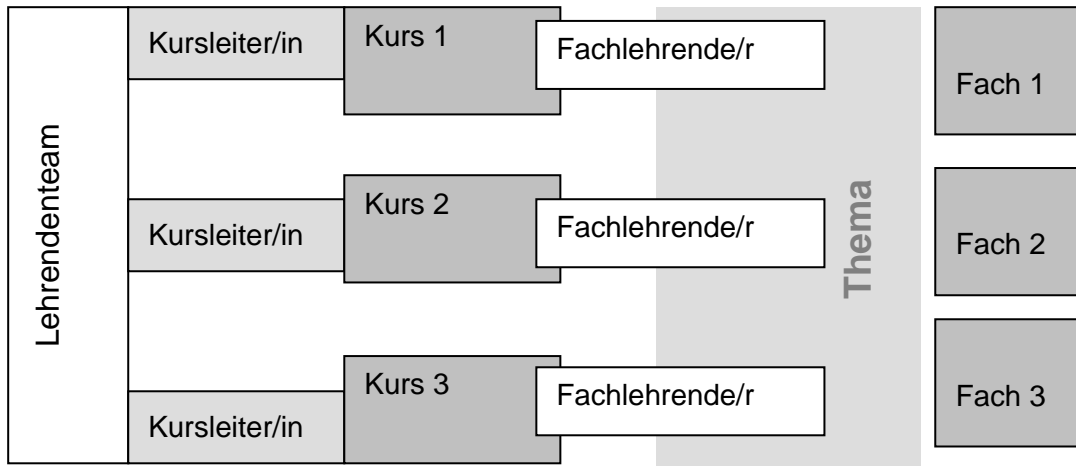 Lehrendenteam
Kursleiter/in
Kurs 1
Fachlehrende/r
Fach 1
Kursleiter/in
Kurs 2
Fachlehrende/r
Thema
Fach 2
Kursleiter/in
Kurs 3
Fachlehrende/r
Fach 3